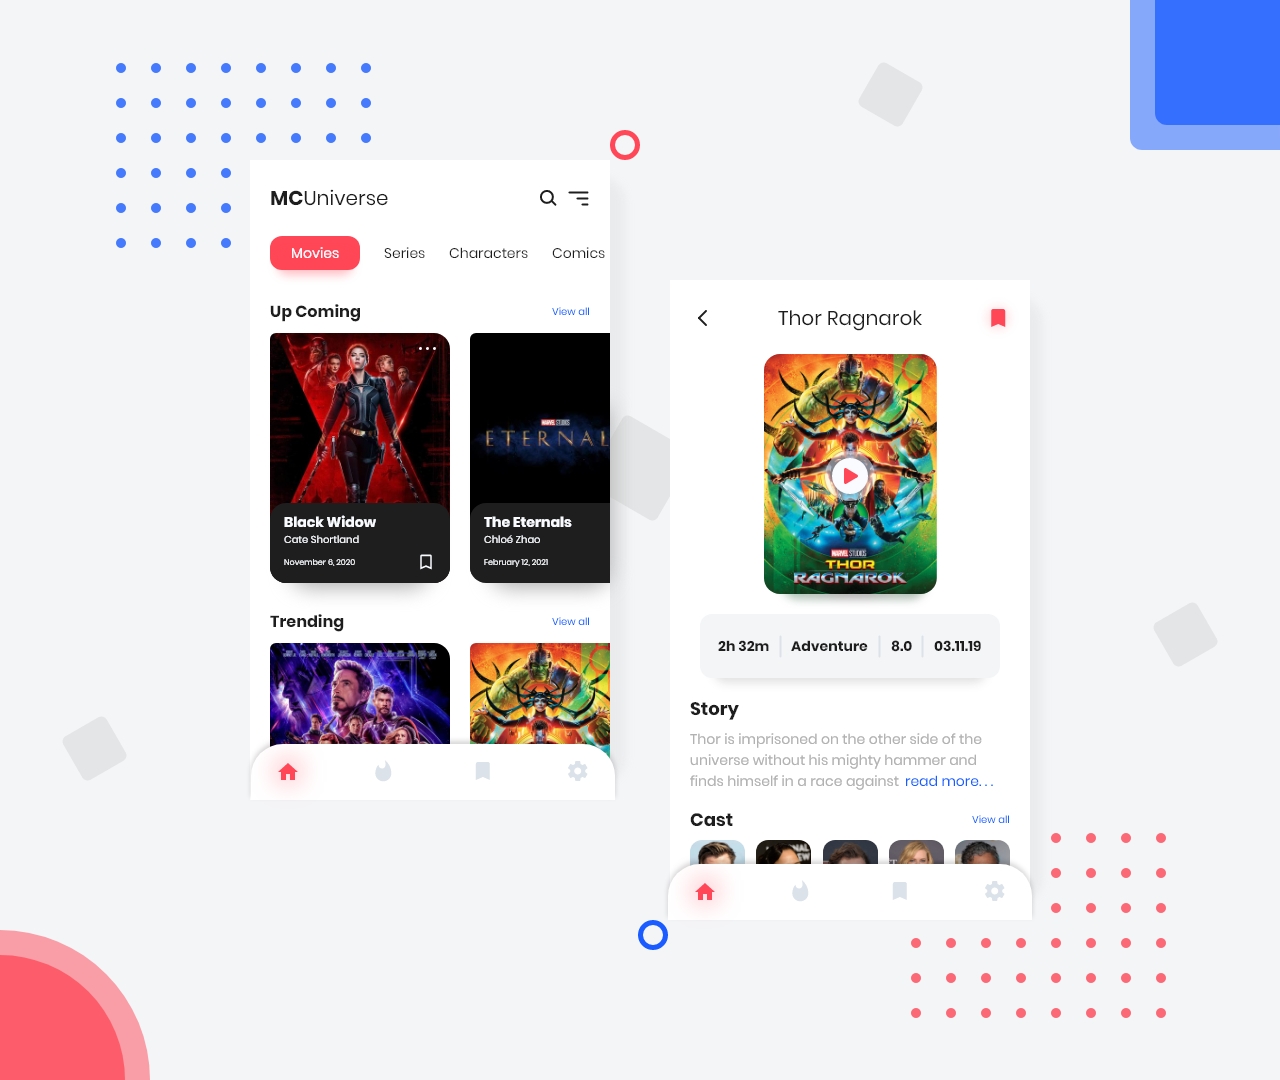 MCUniverse
Movies Series Characters Comics
Up Coming View all
MARVEL STUDIOS
ETERNAL
Black Widow
Cate Shortland
November 6, 2020
The Eternals
Chloé Zhao
February 12, 2021
Trending View all
Thor Ragnarok
MARVEL STUDIOS
THOR
RAGNAROK
2h 32m Adventure 8.0 03.11.19
Story
Thor is imprisoned on the other side of the
universe without his mighty hammer and
finds himself in a race against read more. . .
Cast View all